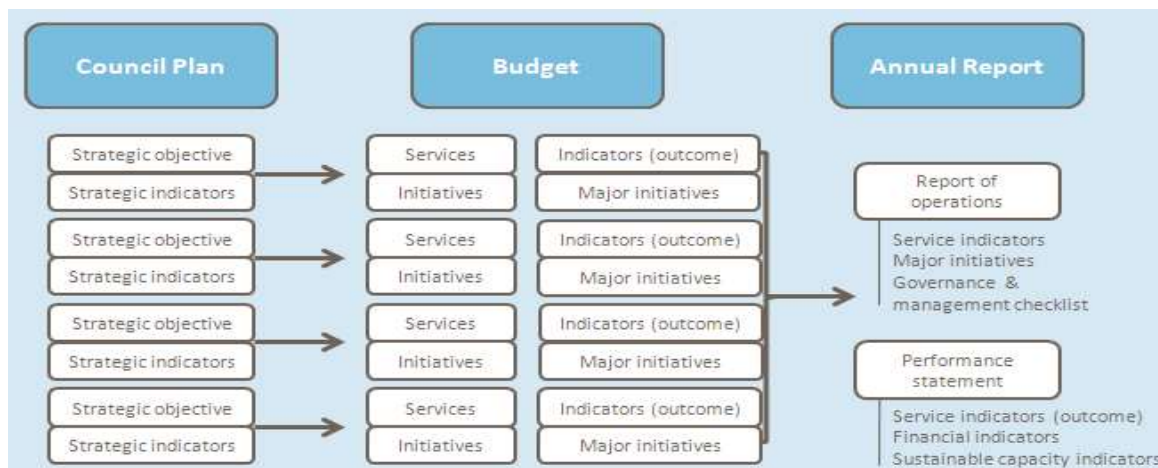 Council Plan
Budget
Annual Report
Strategic objective
Strategic indicators
Services
Initiatives
Indicators (outcome)
Major initiatives
Strategic objective
Strategic indicators
Services
Initiatives
Indicators (outcome)
Major initiatives
Strategic objective
Strategic indicators
Services
Initiatives
Indicators (outcome)
Major initiatives
Strategic objective
Strategic indicators
Services
Initiatives
Indicators (outcome)
Major initiatives
Report of
operations
Service indicators
Major initiatives
Governance &
management checklist
Performance
statement
Service indicators (outcome)
Financial indicators
Sustainable capacity indicators